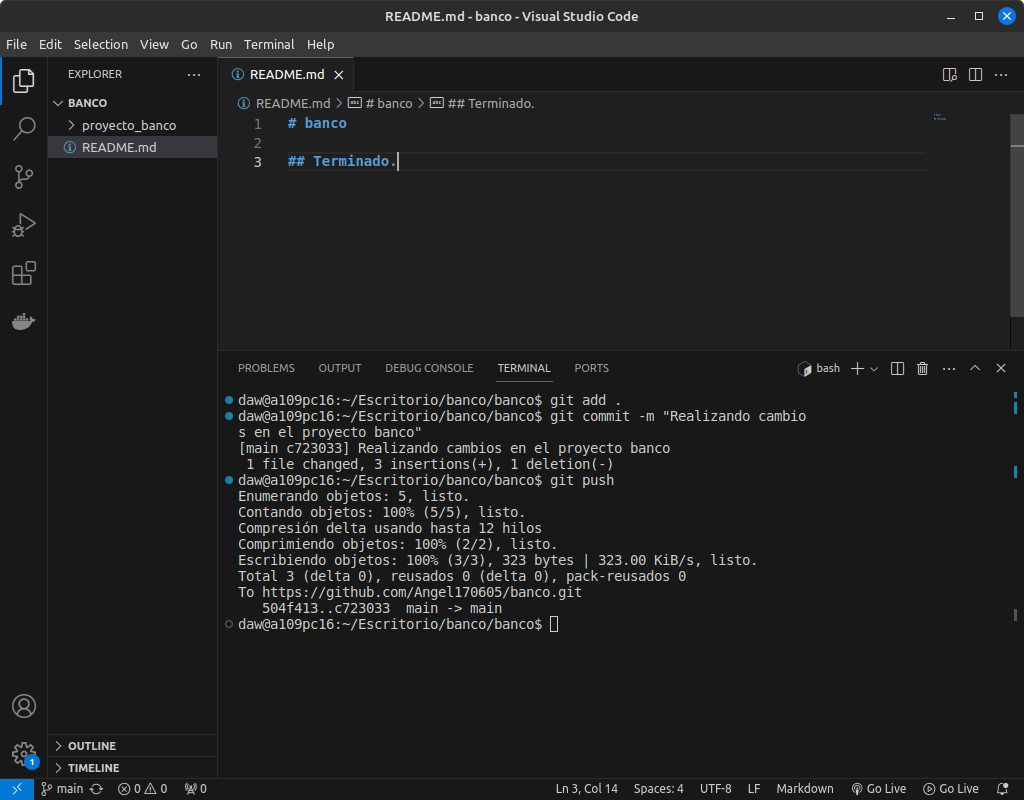 README.md - banco - Visual Studio Code
File Edit Selection View Go Run Terminal Help
EXPLORER
BANCO
proyecto_banco
README.md
1
README.md
README.md > # banco > ## Terminado.
1 # banco
2
3 ## Terminado.
PROBLEMS OUTPUT DEBUG CONSOLE TERMINAL PORTS
bash
daw@a109pc16:~/Escritorio/banco/banco$ git add .
daw@a109pc16:~/Escritorio/banco/banco$ git commit -m "Realizando cambio
s en el proyecto banco"
[main c723033] Realizando cambios en el proyecto banco
1 file changed, 3 insertions(+), 1 deletion(-)
daw@a109pc16:~/Escritorio/banco/banco$ git push
Enumerando objetos: 5, listo.
Contando objetos: 100% (5/5), listo.
Compresión delta usando hasta 12 hilos
Comprimiendo objetos: 100% (2/2), listo.
Escribiendo objetos: 100% (3/3), 323 bytes | 323.00 KiB/s, listo.
Total 3 (delta 0), reusados 0 (delta 0), pack-reusados 0
To https://github.com/Angel170605/banco.git
504f413..c723033  main -> main
daw@a109pc16:~/Escritorio/banco/banco$
OUTLINE
TIMELINE
main 0 0 0 Ln 3, Col 14 Spaces: 4 UTF-8 LF Markdown Go Live Go Live